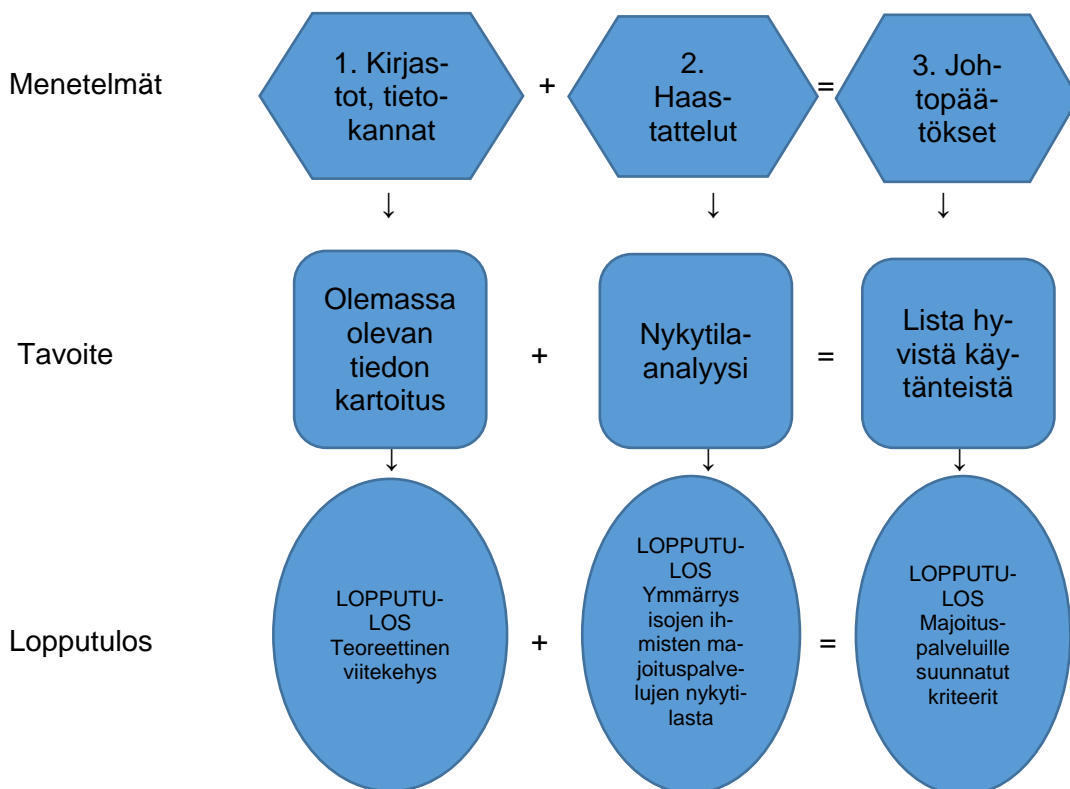 Menetelmät
1. Kirjas-
tot, tieto-
kannat
+
2.
Haas-
tattelut
=
3. Joh-
topää-
tökset
↓
↓
↓
Tavoite
Olemassa
olevan
tiedon
kartoitus
+
Nykytila-
analyysi
=
Lista hy-
vistä käy-
tänteistä
↓
↓
↓
Lopputulos
LOPPUTU-
LOS
Teoreettinen
viitekehys
+
LOPPUTU-
LOS
Ymmärrys
isojen ih-
misten ma-
joituspalve-
lujen nykyti-
lasta
=
LOPPUTU-
LOS
Majoitus-
palveluille
suunnatut
kriteerit